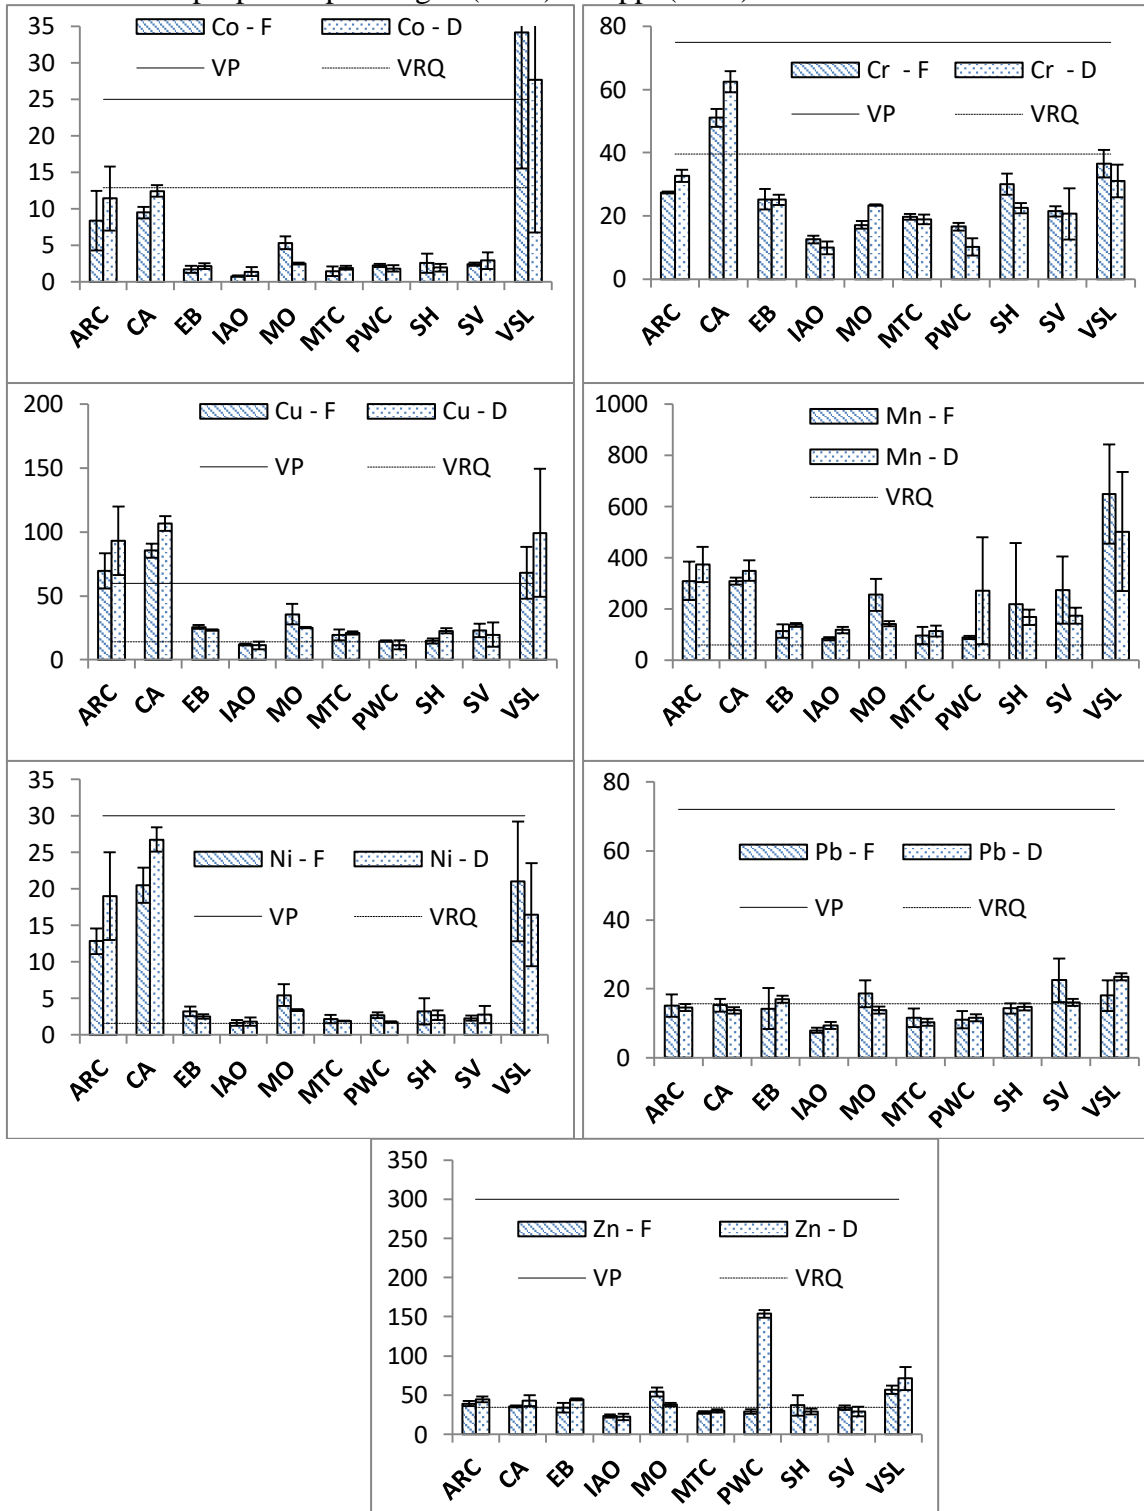 35
30
25
20
15
10
5
0
Co - F Co - D
VP VRQ
ARC CA EB IAO MO MTC PWC SH SV VSL
80
60
40
20
0
Cr - F Cr - D
VP VRQ
ARC CA EB IAO MO MTC PWC SH SV VSL
200
150
100
50
0
Cu - F Cu - D
VP VRQ
ARC CA EB IAO MO MTC PWC SH SV VSL
1000
800
600
400
200
0
Mn - F
Mn - D
VRQ
ARC CA EB IAO MO MTC PWC SH SV VSL
35
30
25
20
15
10
5
0
Ni - F Ni - D
VP VRQ
ARC CA EB IAO MO MTC PWC SH SV VSL
80
60
40
20
0
Pb - F Pb - D
VP VRQ
ARC CA EB IAO MO MTC PWC SH SV VSL
350
300
250
200
150
100
50
0
Zn - F Zn - D
VP VRQ
ARC CA EB IAO MO MTC PWC SH SV VSL